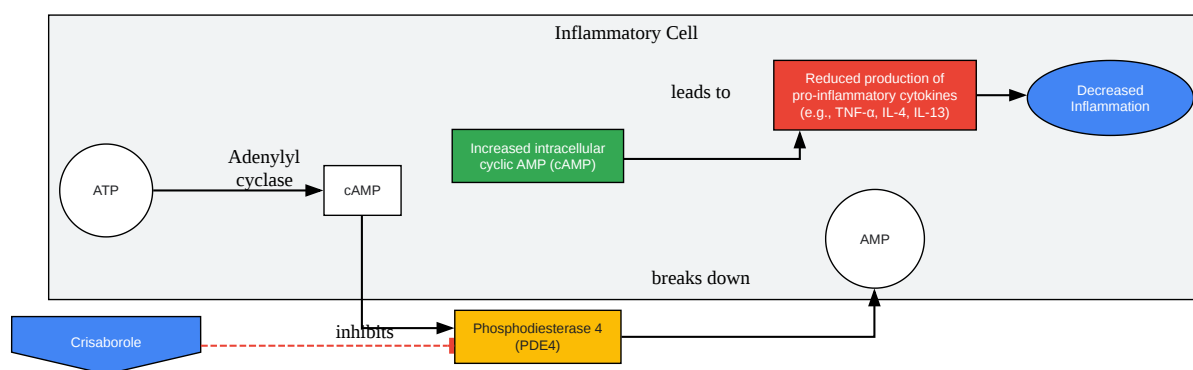 Inflammatory Cell
Reduced production of
pro-inflammatory cytokines
(e.g., TNF-α, IL-4, IL-13)
leads to
Decreased
Inflammation
Increased intracellular
cyclic AMP (cAMP)
Adenylyl
cyclase
ATP
cAMP
AMP
breaks down
inhibits
Phosphodiesterase 4
(PDE4)
Crisaborole